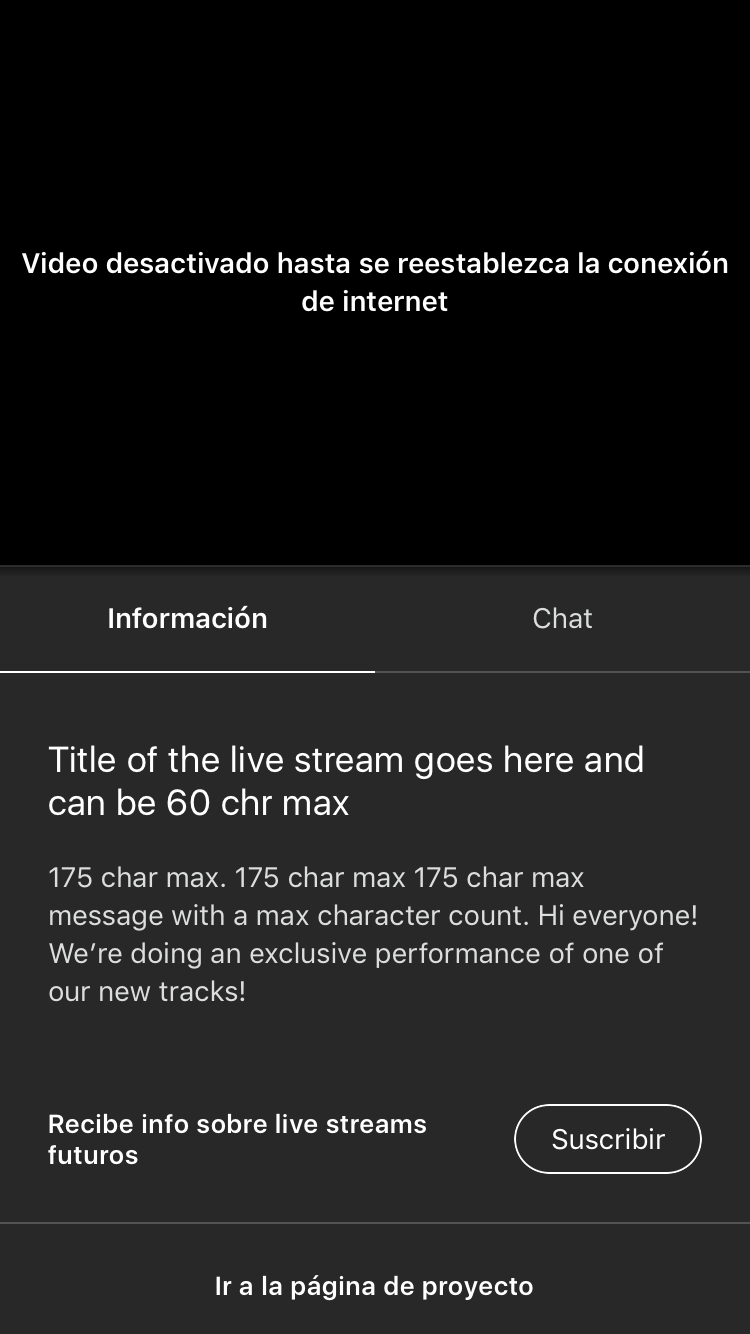 Video desactivado hasta se reestablezca la conexión
de internet
Información
Chat
Title of the live stream goes here and
can be 60 chr max
175 char max. 175 char max 175 char max
message with a max character count. Hi everyone!
We’re doing an exclusive performance of one of
our new tracks!
Recibe info sobre live streams
futuros
Suscribir
Ir a la página de proyecto